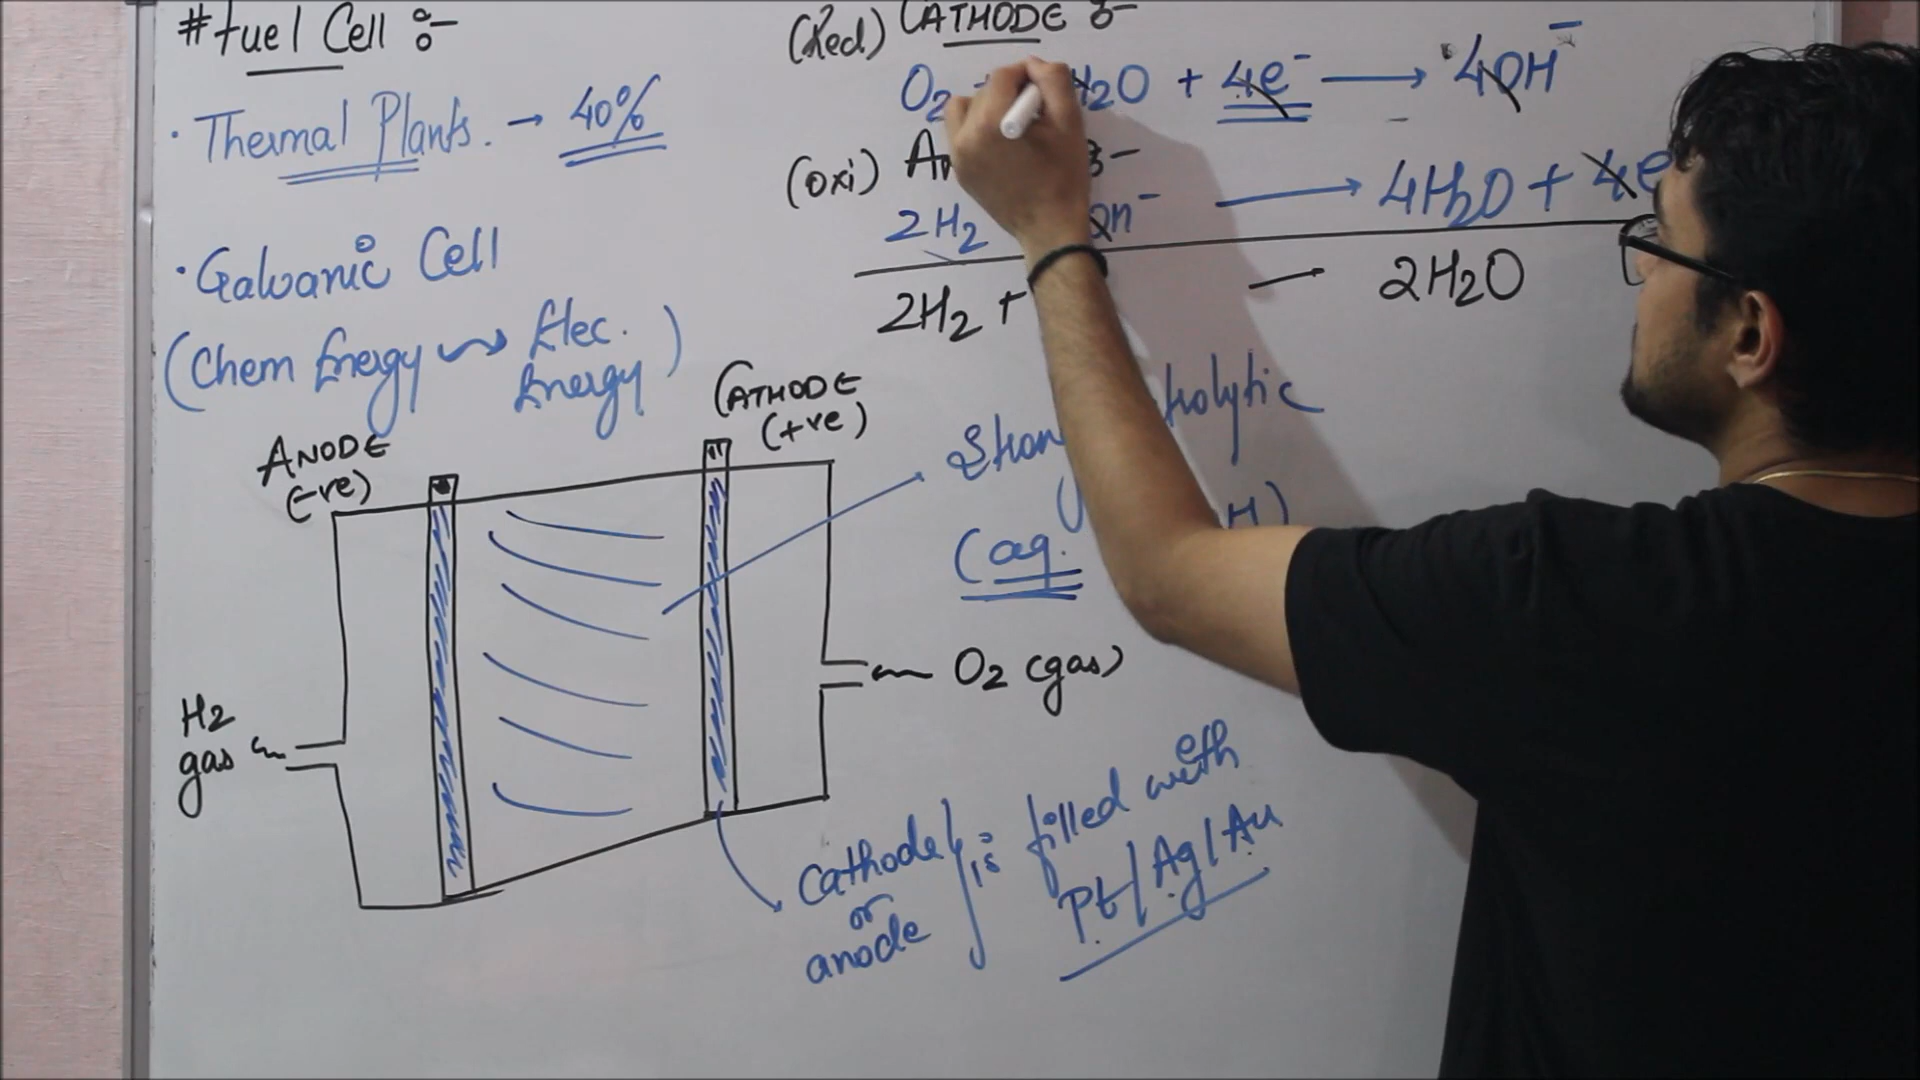 #fuel Cell :-
· Thermal Plants. → 40%
· Galvanic Cell
(Chem Energy ⇝ Elec. Energy)
ANODE
(-ve)
CATHODE
(+ve)
H2
gas
O2 (gas)
(aq.
Cathode
or
anode
is filled with
Pt/Ag/Au
(Red) CATHODE :-
O2 + H2O + 4e⁻ → 4OH⁻
(oxi)
2H2 → 4H2O + 4e
2H2 + → 2H2O